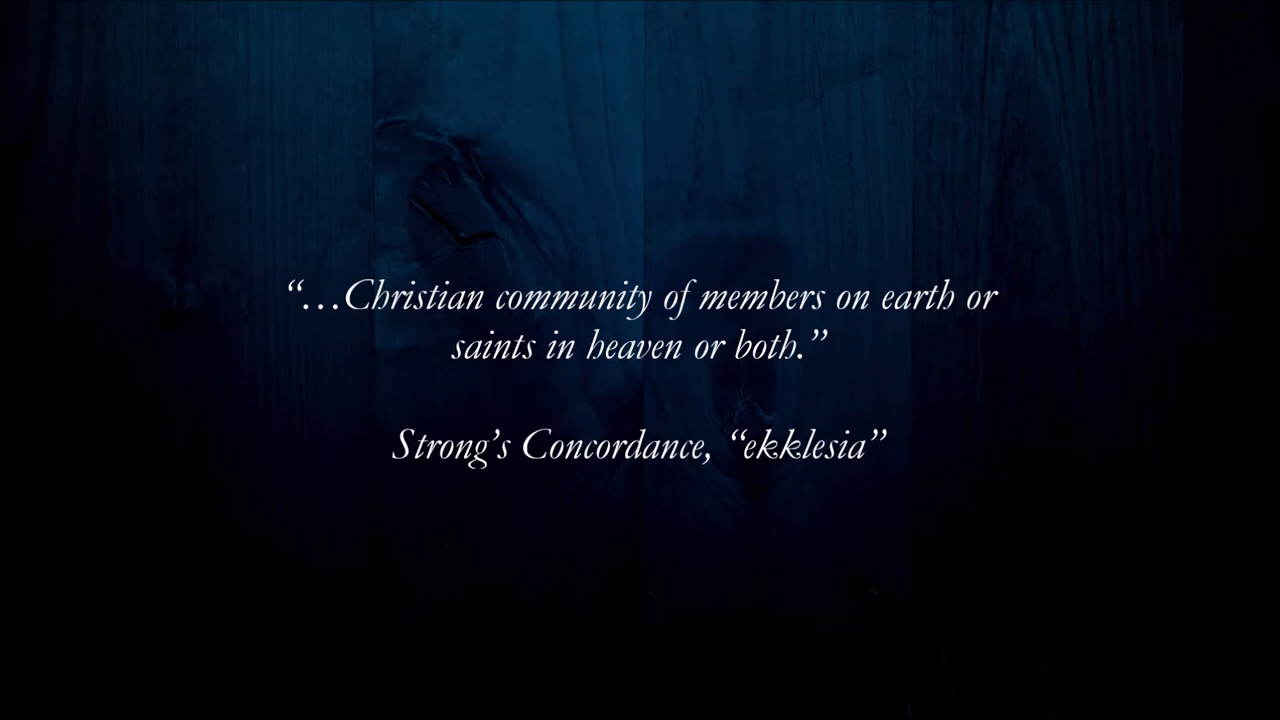 “…Christian community of members on earth or
saints in heaven or both.”
Strong’s Concordance, “ekklesia”